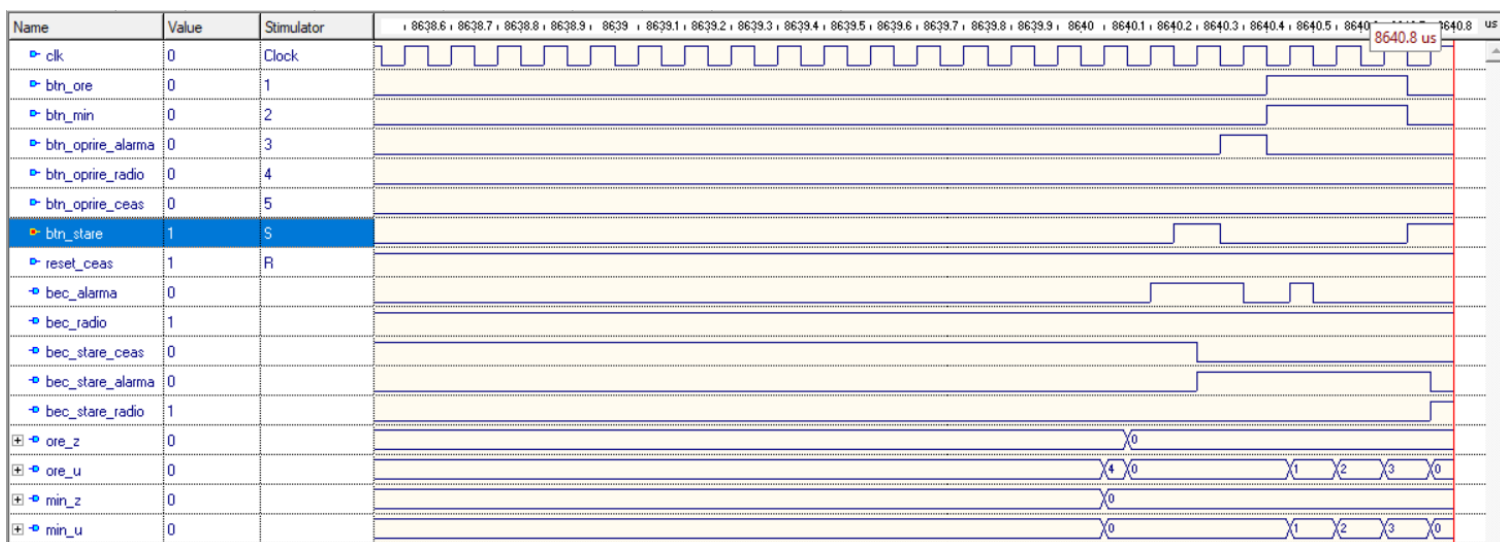 Name Value Stimulator 8638.6 8638.7 8638.8 8638.9 8639 8639.1 8639.2 8639.3 8639.4 8639.5 8639.6 8639.7 8639.8 8639.9 8640 8640.1 8640.2 8640.3 8640.4 8640.5 8640.8 us
8640.8 us
clk 0 Clock
btn_ore 0 1
btn_min 0 2
btn_oprire_alarma 0 3
btn_oprire_radio 0 4
btn_oprire_ceas 0 5
btn_stare 1 S
reset_ceas 1 R
bec_alarma 0
bec_radio 1
bec_stare_ceas 0
bec_stare_alarma 0
bec_stare_radio 1
ore_z 0 0
ore_u 0 4 0 1 2 3 0
min_z 0 0
min_u 0 0 1 2 3 0